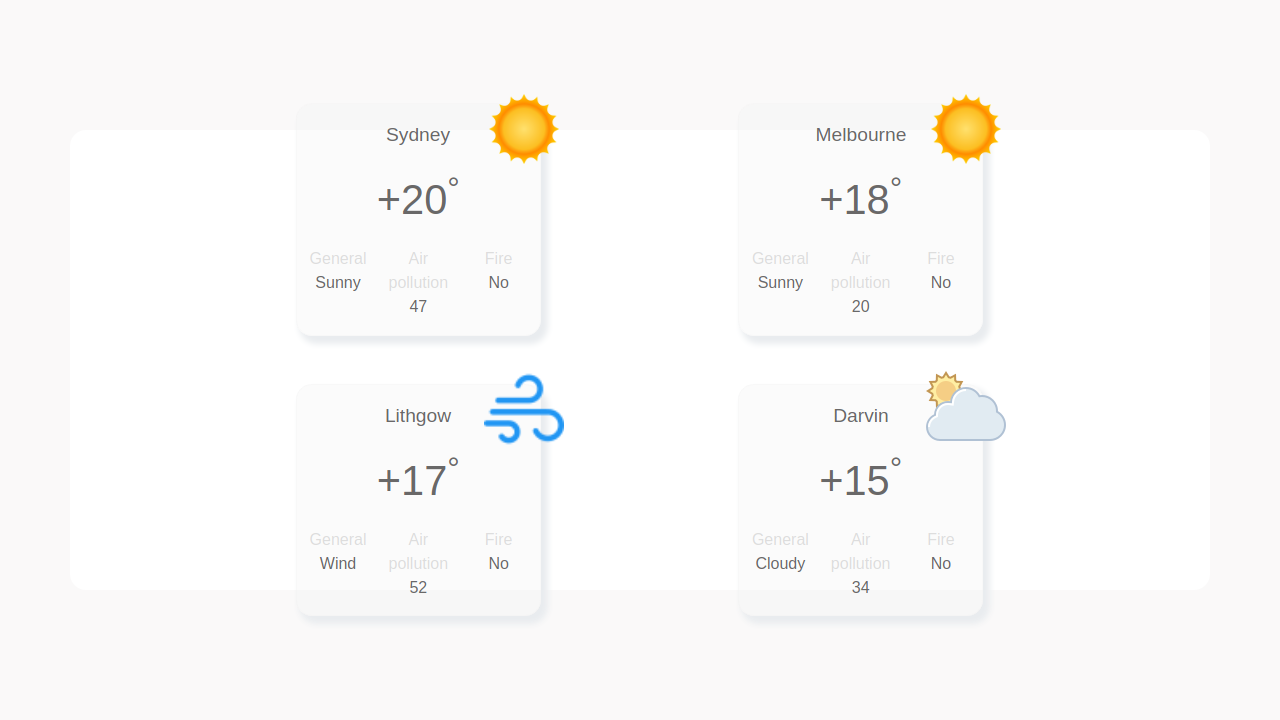 Sydney
+20°
General Air pollution Fire
Sunny 47 No
Melbourne
+18°
General Air pollution Fire
Sunny 20 No
Lithgow
+17°
General Air pollution Fire
Wind 52 No
Darvin
+15°
General Air pollution Fire
Cloudy 34 No